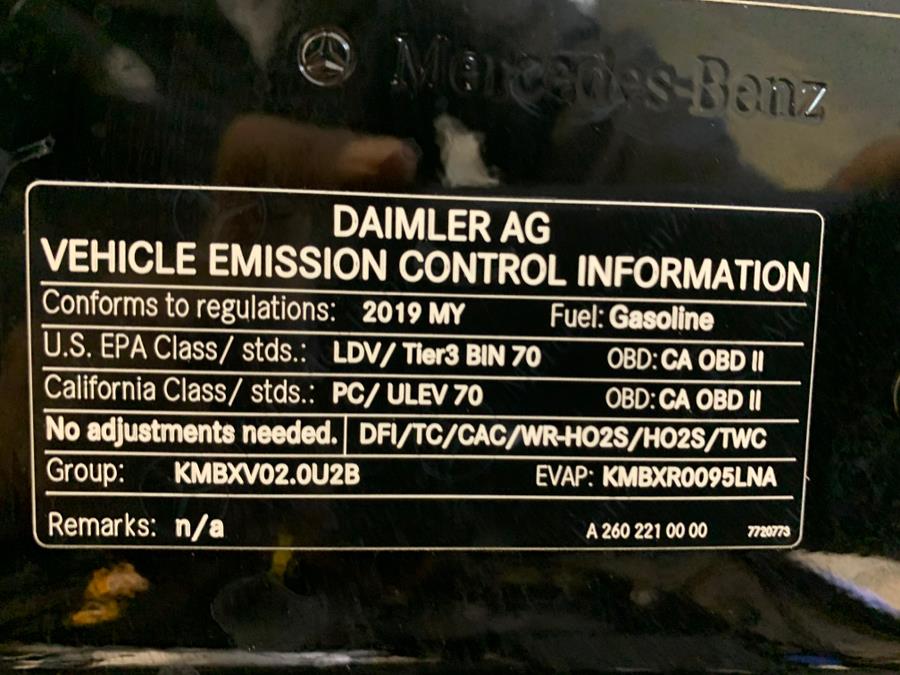 Mercedes-Benz
DAIMLER AG
VEHICLE EMISSION CONTROL INFORMATION
Conforms to regulations: 2019 MY Fuel: Gasoline
U.S. EPA Class/ stds.: LDV/ Tier3 BIN 70 OBD: CA OBD II
California Class/ stds.: PC/ ULEV 70 OBD: CA OBD II
No adjustments needed. DFI/TC/CAC/WR-HO2S/HO2S/TWC
Group: KMBXV02.0U2B EVAP: KMBXR0095LNA
Remarks: n/a A 260 221 00 00 7720773